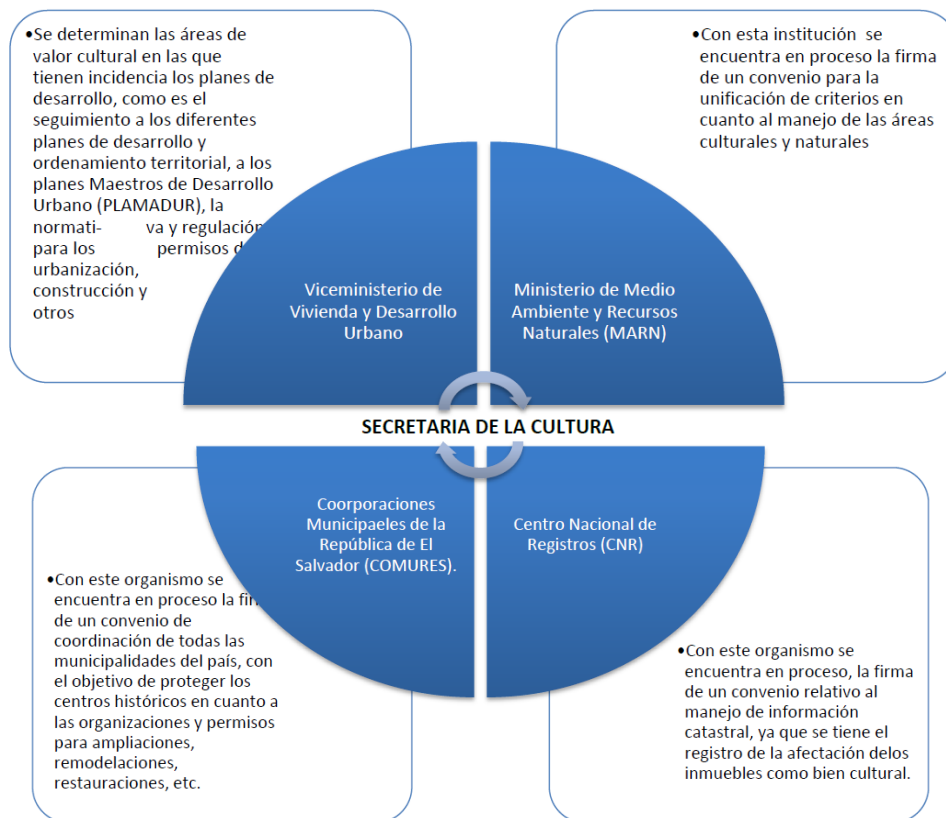 •Se determinan las áreas de
valor cultural en las que
tienen incidencia los planes de
desarrollo, como es el
seguimiento a los diferentes
planes de desarrollo y
ordenamiento territorial, a los
planes Maestros de Desarrollo
Urbano (PLAMADUR), la
normati- va y regulación
para los permisos
urbanización,
construcción y
otros
•Con esta institución se
encuentra en proceso la firma
de un convenio para la
unificación de criterios en
cuanto al manejo de las áreas
culturales y naturales
Viceministerio de
Vivienda y Desarrollo
Urbano
Ministerio de Medio
Ambiente y Recursos
Naturales (MARN)
SECRETARIA DE LA CULTURA
Coorporaciones
Municipaeles de la
República de El
Salvador (COMURES).
Centro Nacional de
Registros (CNR)
•Con este organismo se
encuentra en proceso la
de un convenio de
coordinación de todas las
municipalidades del país, con
el objetivo de proteger los
centros históricos en cuanto a
las organizaciones y permisos
para ampliaciones,
remodelaciones,
restauraciones, etc.
•Con este organismo se
encuentra en proceso, la firma
de un convenio relativo al
manejo de información
catastral, ya que se tiene el
registro de la afectación delos
inmuebles como bien cultural.